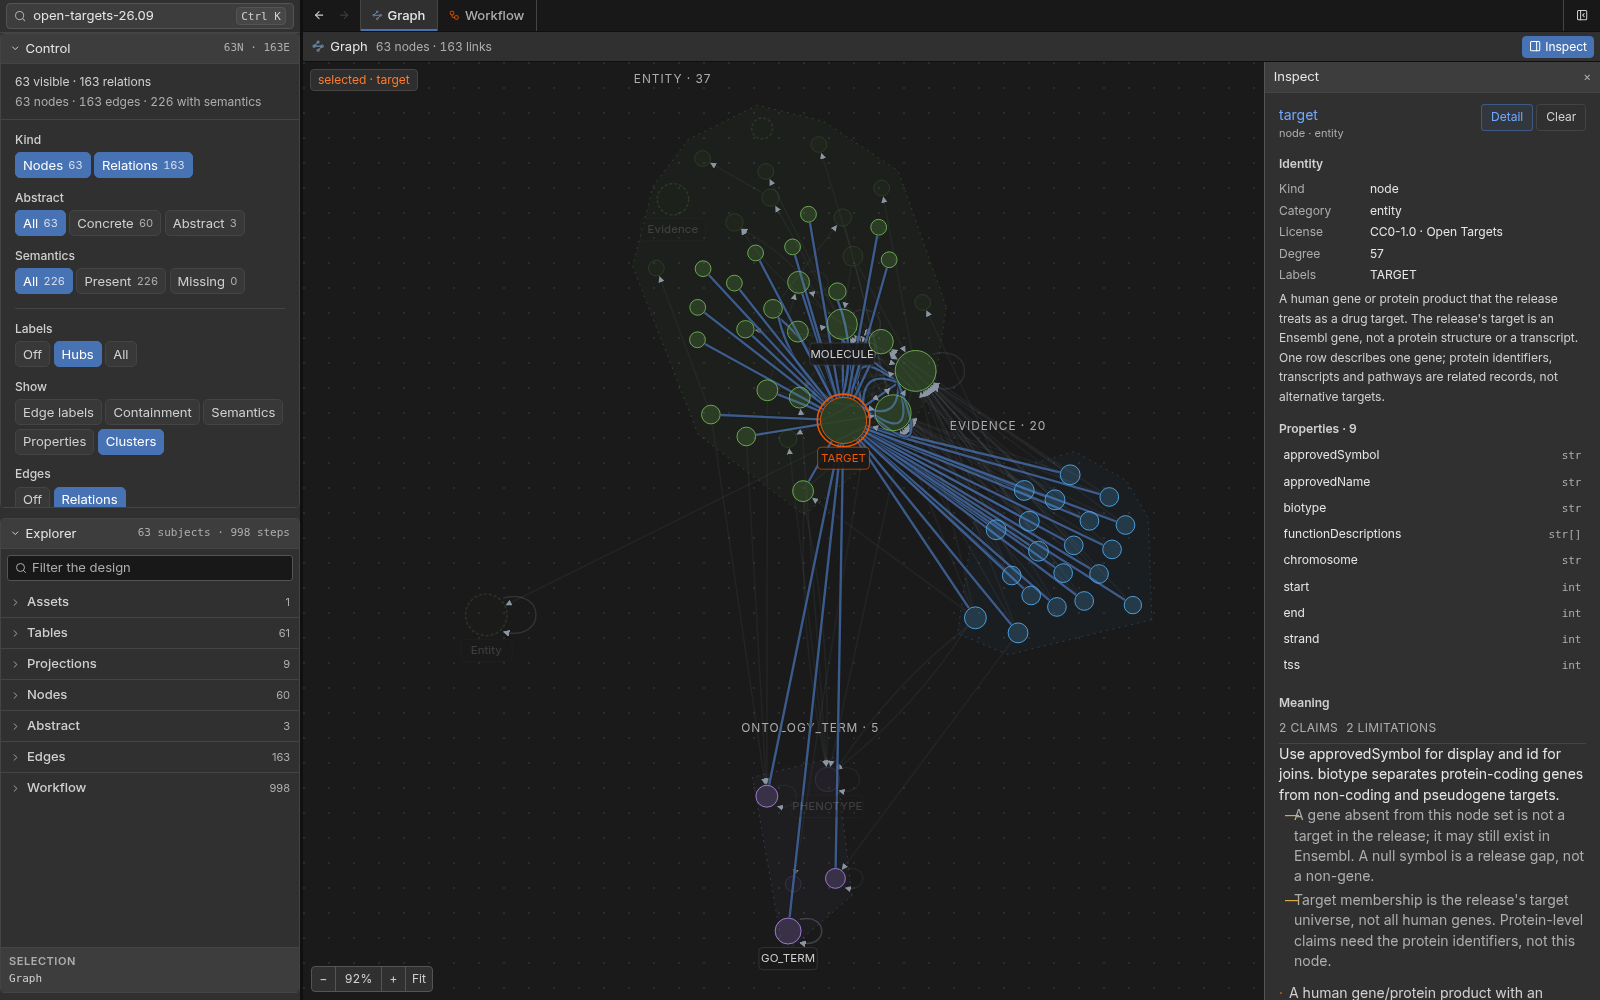 open-targets-26.09
Ctrl K
Control
63N · 163E
63 visible · 163 relations
63 nodes · 163 edges · 226 with semantics
Kind
Nodes 63
Relations 163
Abstract
All 63
Concrete 60
Abstract 3
Semantics
All 226
Present 226
Missing 0
Labels
Off
Hubs
All
Show
Edge labels
Containment
Semantics
Properties
Clusters
Edges
Off
Relations
Explorer
63 subjects · 998 steps
Filter the design
Assets 1
Tables 61
Projections 9
Nodes 60
Abstract 3
Edges 163
Workflow 998
SELECTION
Graph
Graph
Workflow
Graph 63 nodes · 163 links
Inspect
selected · target
ENTITY · 37
Evidence
MOLECULE
TARGET
EVIDENCE · 20
Entity
ONTOLOGY_TERM · 5
PHENOTYPE
GO_TERM
− 92% + Fit
Inspect ×
target
node · entity
Detail
Clear
Identity
Kind node
Category entity
License CC0-1.0 · Open Targets
Degree 57
Labels TARGET
A human gene or protein product that the release
treats as a drug target. The release's target is an
Ensembl gene, not a protein structure or a transcript.
One row describes one gene; protein identifiers,
transcripts and pathways are related records, not
alternative targets.
Properties · 9
approvedSymbol str
approvedName str
biotype str
functionDescriptions str[]
chromosome str
start int
end int
strand int
tss int
Meaning
2 CLAIMS 2 LIMITATIONS
Use approvedSymbol for display and id for
joins. biotype separates protein-coding genes
from non-coding and pseudogene targets.
—A gene absent from this node set is not a
target in the release; it may still exist in
Ensembl. A null symbol is a release gap, not
a non-gene.
—Target membership is the release's target
universe, not all human genes. Protein-level
claims need the protein identifiers, not this
node.
· A human gene/protein product with an